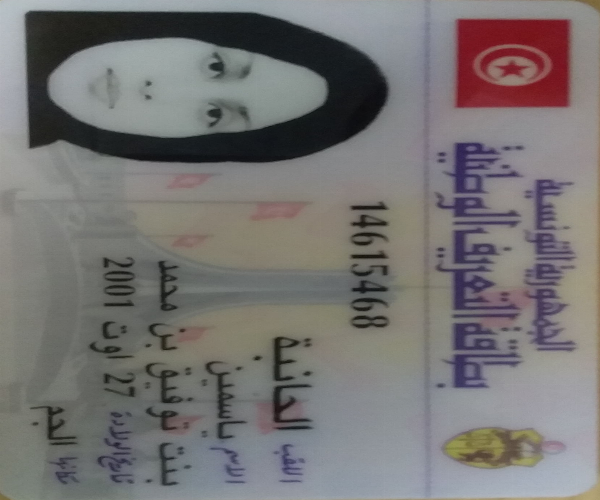 الجمهورية التونسية
بطاقة التعريف الوطنية
14615468
اللقب الحانية
الاسم ياسمين
بنت توفيق بن محمد
تاريخ الولادة 27 اوت 2001
مكانها الجم